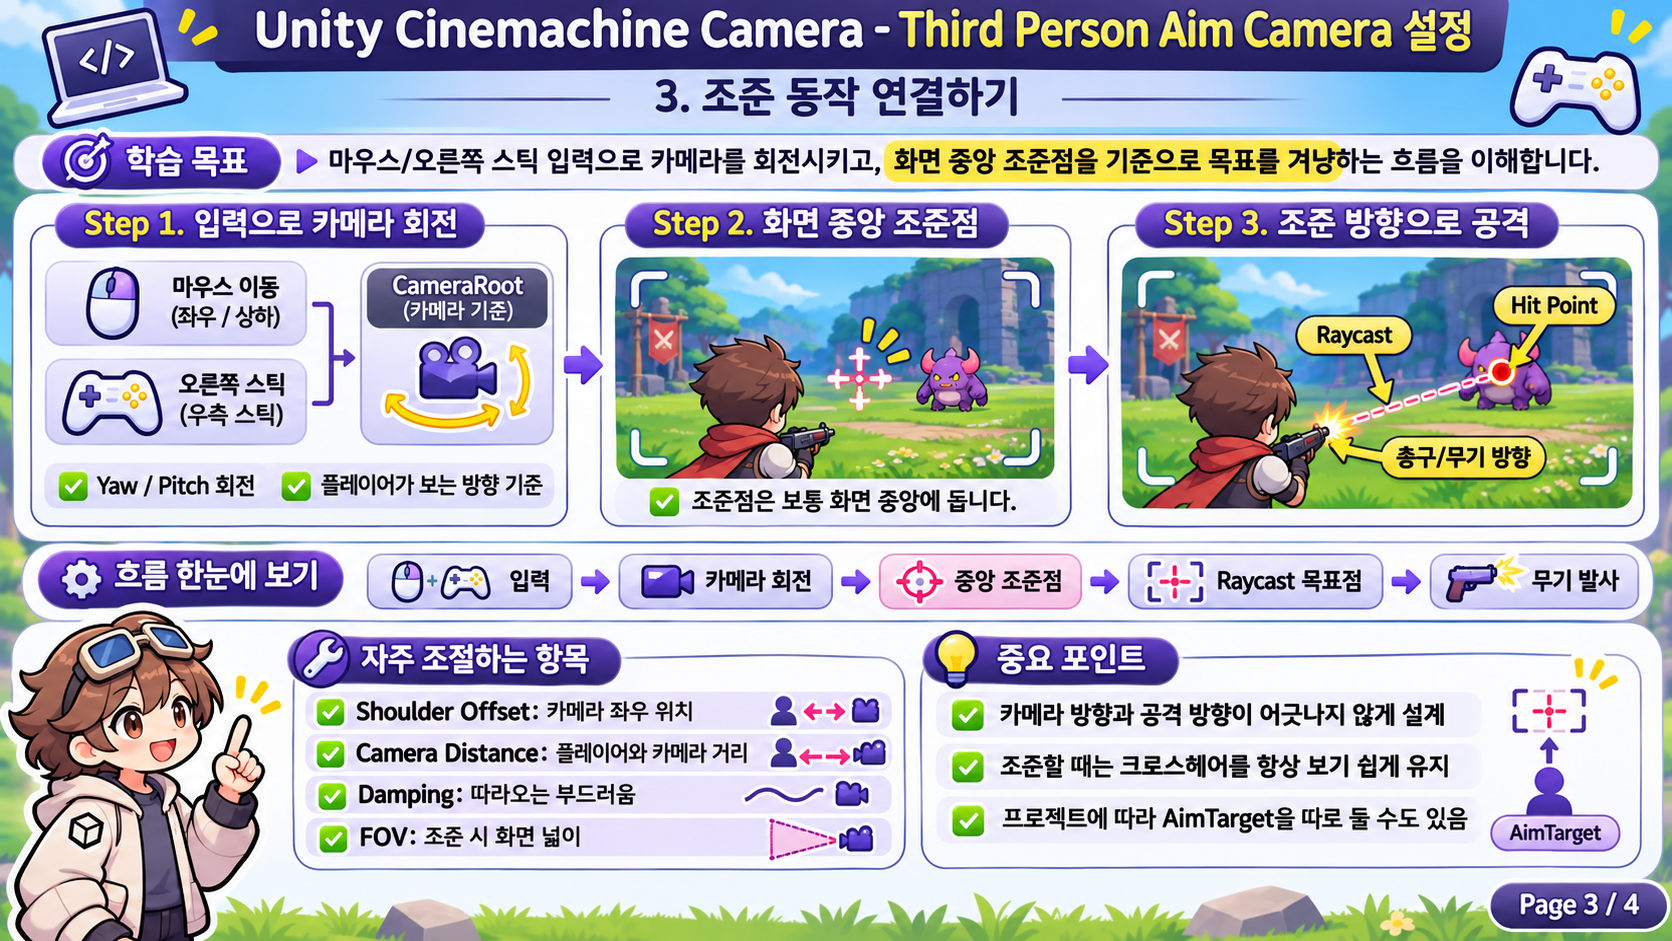 </>
Unity Cinemachine Camera - Third Person Aim Camera 설정
3. 조준 동작 연결하기
학습 목표
마우스/오른쪽 스틱 입력으로 카메라를 회전시키고, 화면 중앙 조준점을 기준으로 목표를 겨냥하는 흐름을 이해합니다.
Step 1. 입력으로 카메라 회전
마우스 이동
(좌우 / 상하)
오른쪽 스틱
(우측 스틱)
CameraRoot
(카메라 기준)
Yaw / Pitch 회전
플레이어가 보는 방향 기준
Step 2. 화면 중앙 조준점
조준점은 보통 화면 중앙에 둡니다.
Step 3. 조준 방향으로 공격
Raycast
Hit Point
총구/무기 방향
흐름 한눈에 보기
입력
카메라 회전
중앙 조준점
Raycast 목표점
무기 발사
자주 조절하는 항목
Shoulder Offset: 카메라 좌우 위치
Camera Distance: 플레이어와 카메라 거리
Damping: 따라오는 부드러움
FOV: 조준 시 화면 넓이
중요 포인트
카메라 방향과 공격 방향이 어긋나지 않게 설계
조준할 때는 크로스헤어를 항상 보기 쉽게 유지
프로젝트에 따라 AimTarget을 따로 둘 수도 있음
AimTarget
Page 3 / 4